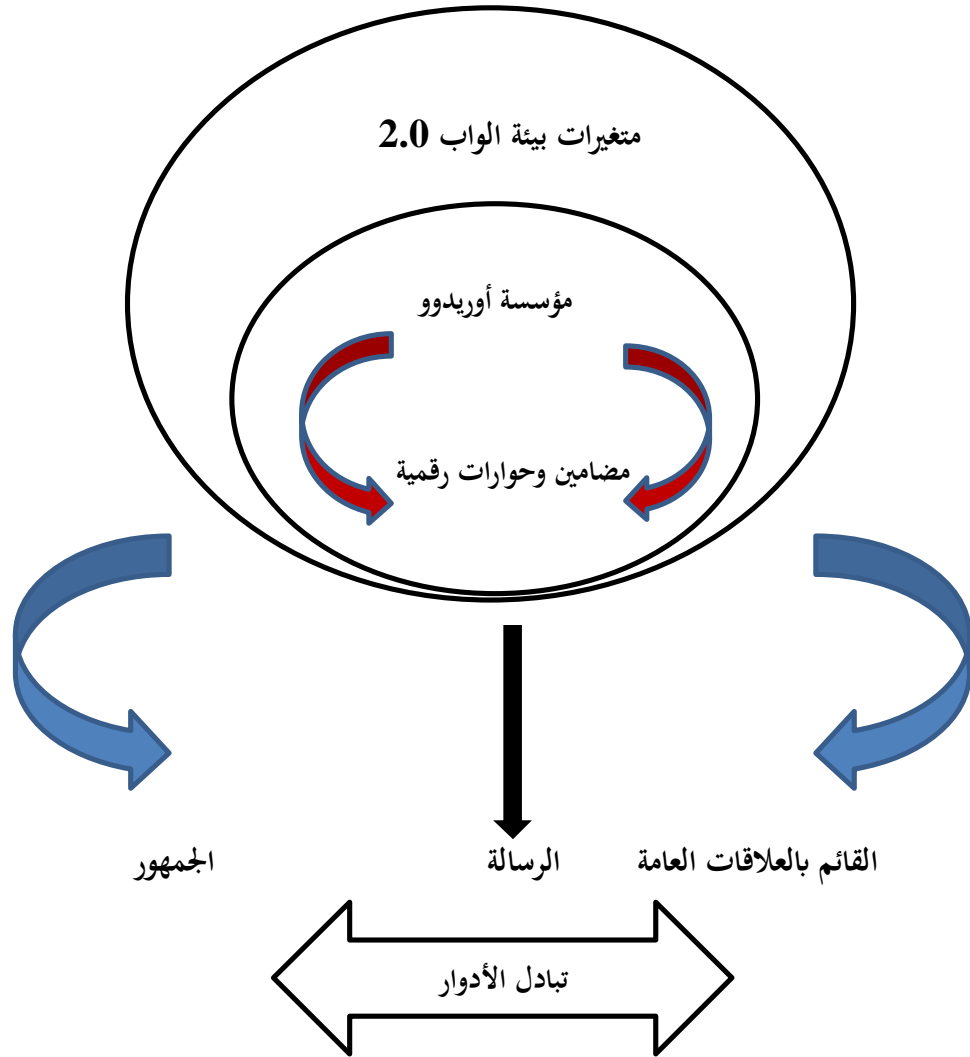 متغيرات بيئة الواب 2.0
مؤسسة أوريدوو
مضامين وحوارات رقمية
القائم بالعلاقات العامة
الرسالة
الجمهور
تبادل الأدوار